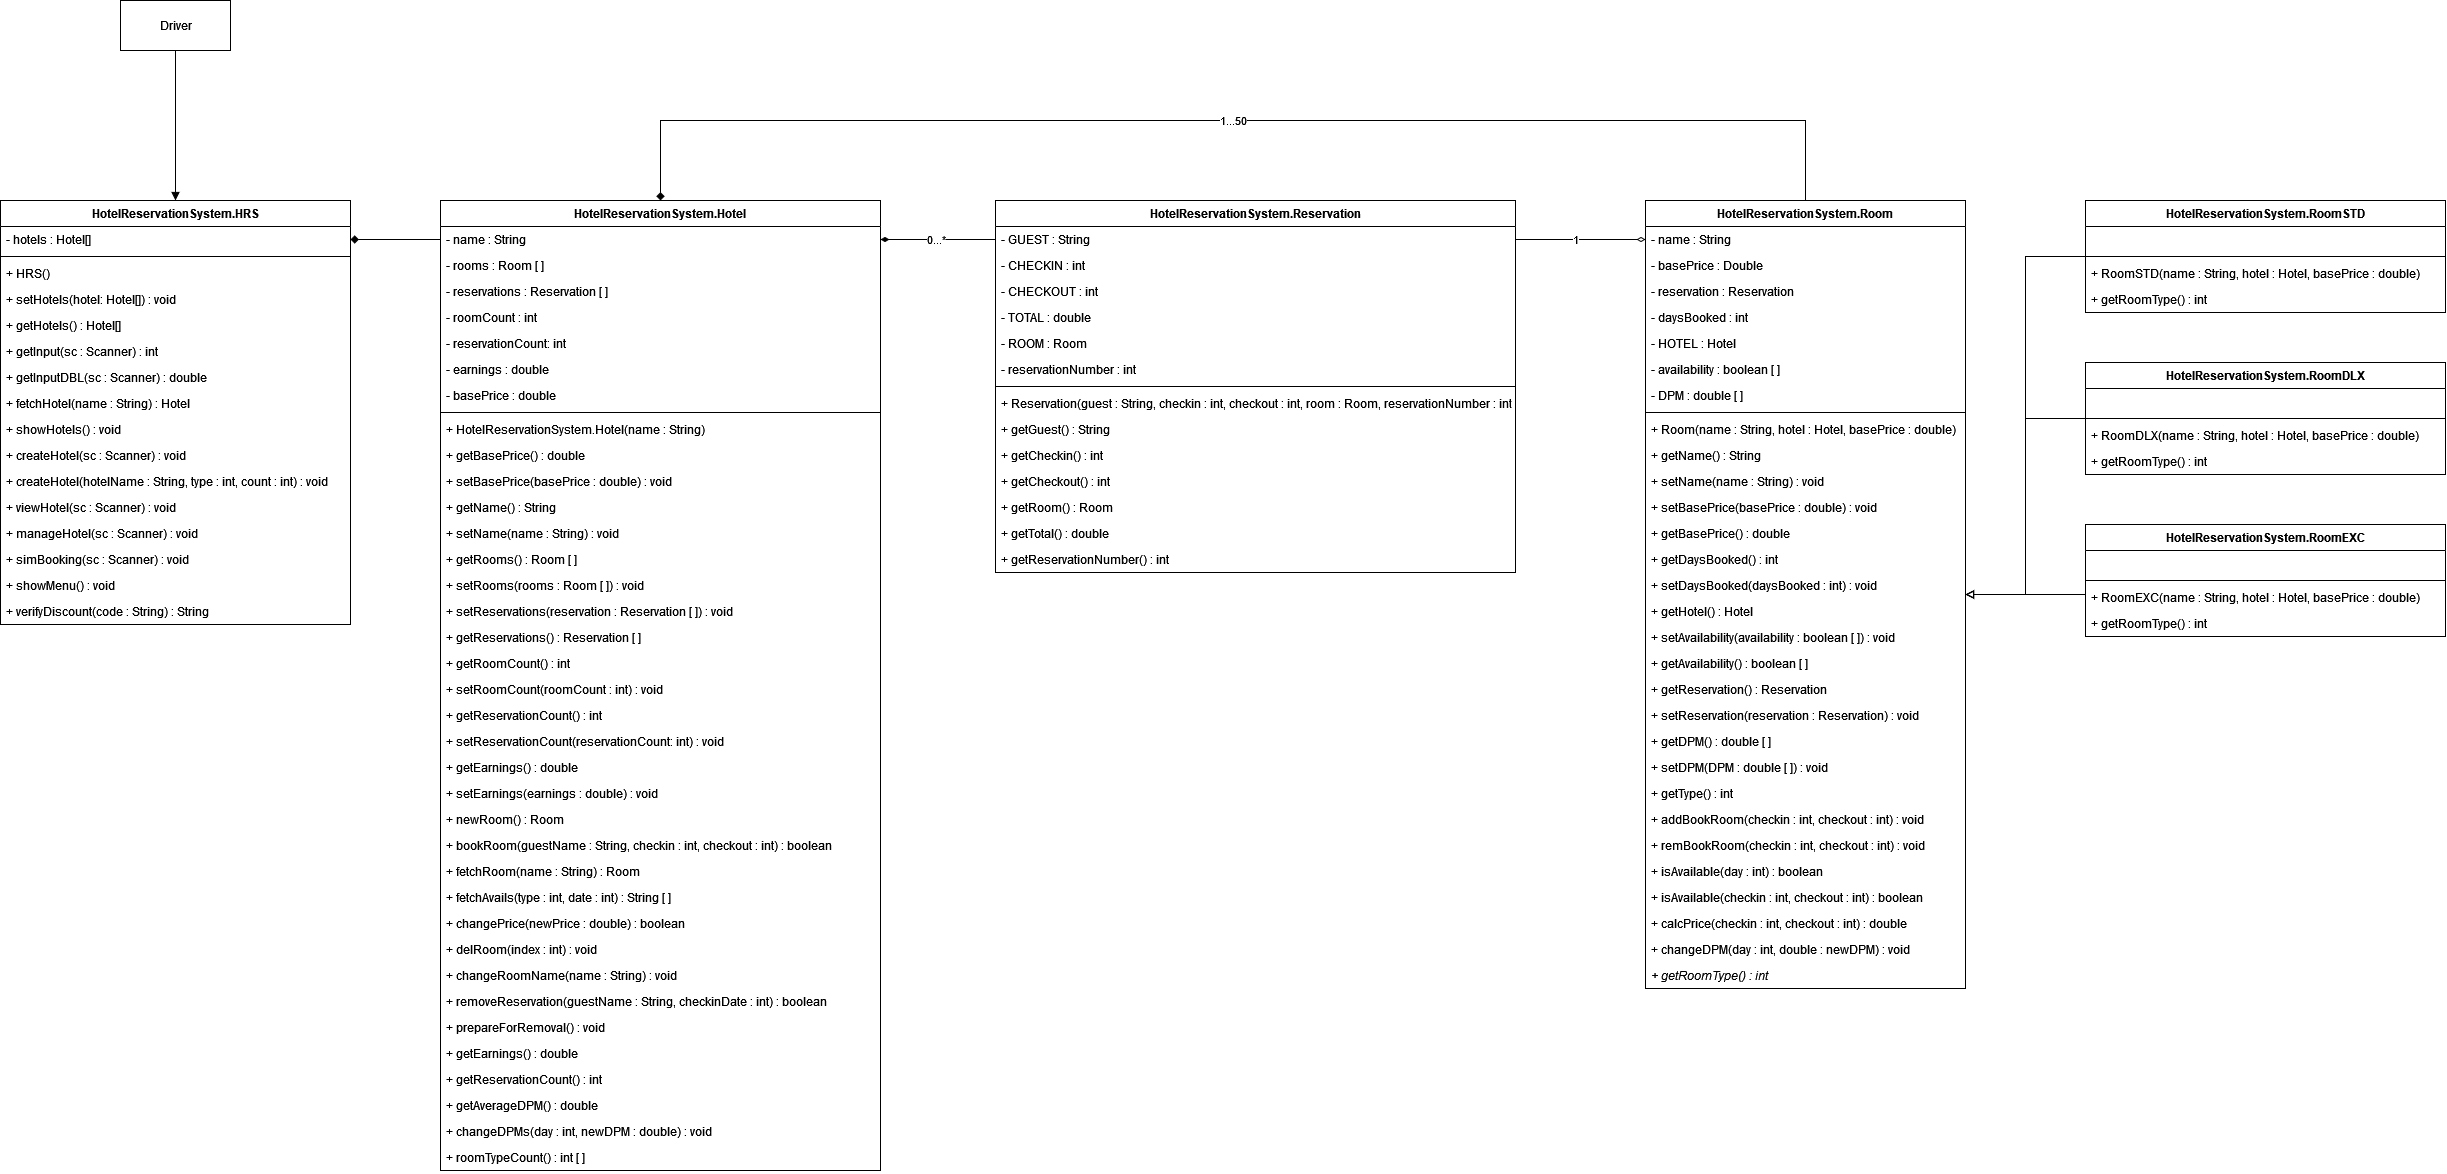 Driver
1...50
HotelReservationSystem.HRS
- hotels : Hotel[]
+ HRS()
+ setHotels(hotel: Hotel[]) : void
+ getHotels() : Hotel[]
+ getInput(sc : Scanner) : int
+ getInputDBL(sc : Scanner) : double
+ fetchHotel(name : String) : Hotel
+ showHotels() : void
+ createHotel(sc : Scanner) : void
+ createHotel(hotelName : String, type : int, count : int) : void
+ viewHotel(sc : Scanner) : void
+ manageHotel(sc : Scanner) : void
+ simBooking(sc : Scanner) : void
+ showMenu() : void
+ verifyDiscount(code : String) : String
HotelReservationSystem.Hotel
- name : String
- rooms : Room [ ]
- reservations : Reservation [ ]
- roomCount : int
- reservationCount: int
- earnings : double
- basePrice : double
+ HotelReservationSystem.Hotel(name : String)
+ getBasePrice() : double
+ setBasePrice(basePrice : double) : void
+ getName() : String
+ setName(name : String) : void
+ getRooms() : Room [ ]
+ setRooms(rooms : Room [ ]) : void
+ setReservations(reservation : Reservation [ ]) : void
+ getReservations() : Reservation [ ]
+ getRoomCount() : int
+ setRoomCount(roomCount : int) : void
+ getReservationCount() : int
+ setReservationCount(reservationCount: int) : void
+ getEarnings() : double
+ setEarnings(earnings : double) : void
+ newRoom() : Room
+ bookRoom(guestName : String, checkin : int, checkout : int) : boolean
+ fetchRoom(name : String) : Room
+ fetchAvails(type : int, date : int) : String [ ]
+ changePrice(newPrice : double) : boolean
+ delRoom(index : int) : void
+ changeRoomName(name : String) : void
+ removeReservation(guestName : String, checkinDate : int) : boolean
+ prepareForRemoval() : void
+ getEarnings() : double
+ getReservationCount() : int
+ getAverageDPM() : double
+ changeDPMs(day : int, newDPM : double) : void
+ roomTypeCount() : int [ ]
0...*
HotelReservationSystem.Reservation
- GUEST : String
- CHECKIN : int
- CHECKOUT : int
- TOTAL : double
- ROOM : Room
- reservationNumber : int
+ Reservation(guest : String, checkin : int, checkout : int, room : Room, reservationNumber : int
+ getGuest() : String
+ getCheckin() : int
+ getCheckout() : int
+ getRoom() : Room
+ getTotal() : double
+ getReservationNumber() : int
1
HotelReservationSystem.Room
- name : String
- basePrice : Double
- reservation : Reservation
- daysBooked : int
- HOTEL : Hotel
- availability : boolean [ ]
- DPM : double [ ]
+ Room(name : String, hotel : Hotel, basePrice : double)
+ getName() : String
+ setName(name : String) : void
+ setBasePrice(basePrice : double) : void
+ getBasePrice() : double
+ getDaysBooked() : int
+ setDaysBooked(daysBooked : int) : void
+ getHotel() : Hotel
+ setAvailability(availability : boolean [ ]) : void
+ getAvailability() : boolean [ ]
+ getReservation() : Reservation
+ setReservation(reservation : Reservation) : void
+ getDPM() : double [ ]
+ setDPM(DPM : double [ ]) : void
+ getType() : int
+ addBookRoom(checkin : int, checkout : int) : void
+ remBookRoom(checkin : int, checkout : int) : void
+ isAvailable(day : int) : boolean
+ isAvailable(checkin : int, checkout : int) : boolean
+ calcPrice(checkin : int, checkout : int) : double
+ changeDPM(day : int, double : newDPM) : void
+ getRoomType() : int
HotelReservationSystem.RoomSTD
+ RoomSTD(name : String, hotel : Hotel, basePrice : double)
+ getRoomType() : int
HotelReservationSystem.RoomDLX
+ RoomDLX(name : String, hotel : Hotel, basePrice : double)
+ getRoomType() : int
HotelReservationSystem.RoomEXC
+ RoomEXC(name : String, hotel : Hotel, basePrice : double)
+ getRoomType() : int